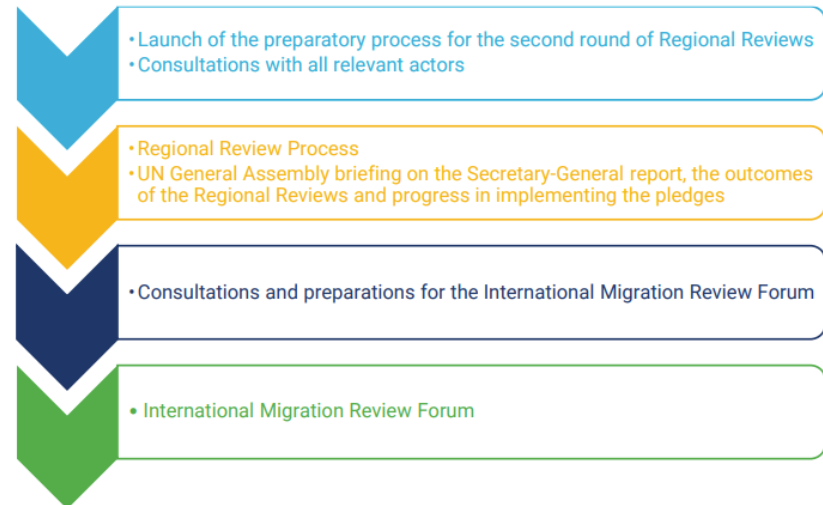 •Launch of the preparatory process for the second round of Regional Reviews
•Consultations with all relevant actors
•Regional Review Process
•UN General Assembly briefing on the Secretary-General report, the outcomes
of the Regional Reviews and progress in implementing the pledges
•Consultations and preparations for the International Migration Review Forum
• International Migration Review Forum